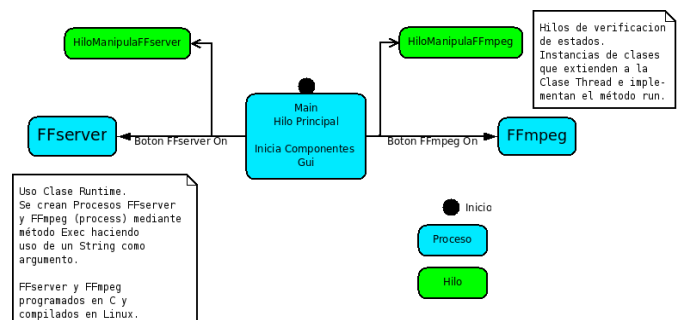 HiloManipulaFFserver
HiloManipulaFFmpeg
Hilos de verificacion
de estados.
Instancias de clases
que extienden a la
Clase Thread e imple-
mentan el método run.
Main
Hilo Principal
Inicia Componentes
Gui
FFserver
Boton FFserver On
Boton FFmpeg On
FFmpeg
Uso Clase Runtime.
Se crean Procesos FFserver
y FFmpeg (process) mediante
método Exec haciendo
uso de un String como
argumento.
FFserver y FFmpeg
programados en C y
compilados en Linux.
Inicio
Proceso
Hilo